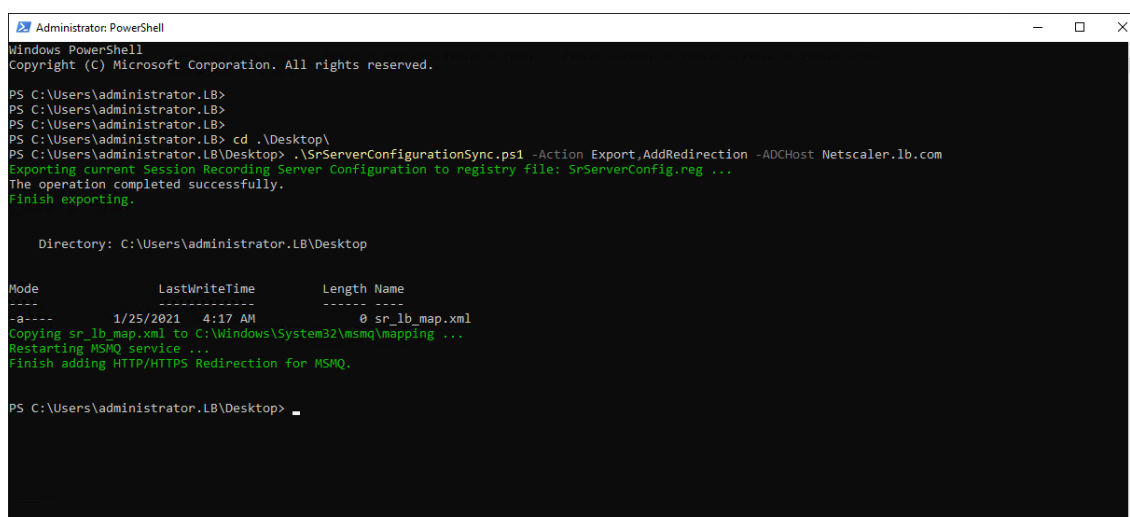 Administrator: PowerShell
Windows PowerShell
Copyright (C) Microsoft Corporation. All rights reserved.
PS C:\Users\administrator.LB>
PS C:\Users\administrator.LB>
PS C:\Users\administrator.LB>
PS C:\Users\administrator.LB> cd .\Desktop\
PS C:\Users\administrator.LB\Desktop> .\SrServerConfigurationSync.ps1 -Action Export,AddRedirection -ADCHost Netscaler.lb.com
Exporting current Session Recording Server Configuration to registry file: SrServerConfig.reg ...
The operation completed successfully.
Finish exporting.
Directory: C:\Users\administrator.LB\Desktop
Mode LastWriteTime Length Name
---- ------------- ------ ----
-a---- 1/25/2021 4:17 AM 0 sr_lb_map.xml
Copying sr_lb_map.xml to C:\Windows\System32\msmq\mapping ...
Restarting MSMQ service ...
Finish adding HTTP/HTTPS Redirection for MSMQ.
PS C:\Users\administrator.LB\Desktop>